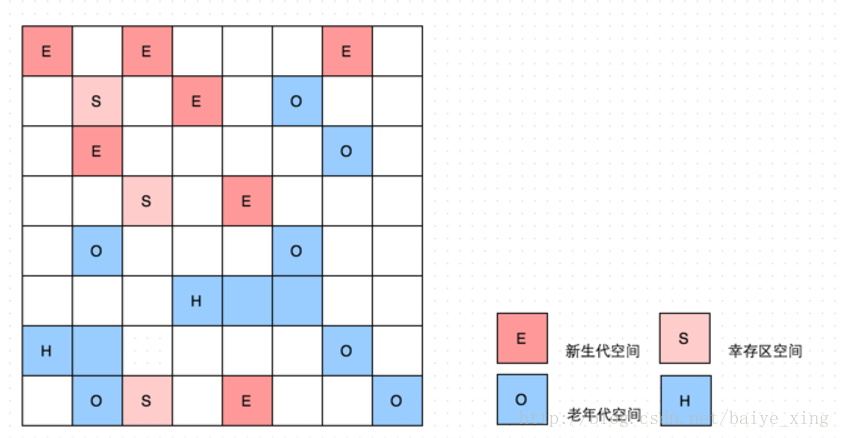 E E E
S E O
E O
S E
O O
H
H O
O S E O
E 新生代空间 S 幸存区空间
O 老年代空间 H
http://blog.csdn.net/baiye_xing